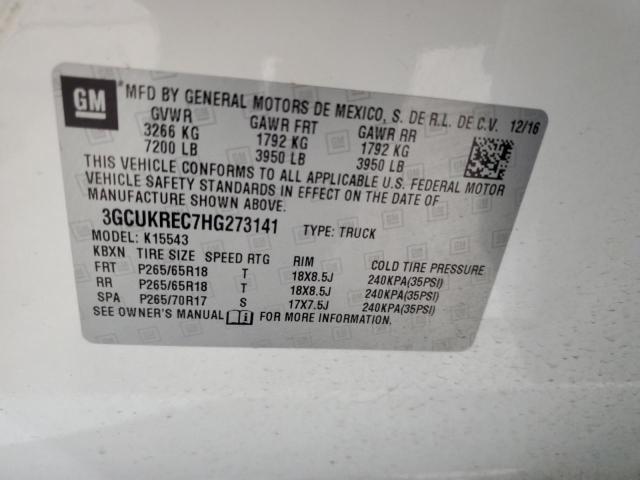 GM
*MFD BY GENERAL MOTORS DE MEXICO, S. DE R.L. DE C.V. 12/16
GVWR GAWR FRT GAWR RR
3266 KG 1792 KG 1792 KG
7200 LB 3950 LB 3950 LB
THIS VEHICLE CONFORMS TO ALL APPLICABLE U.S. FEDERAL MOTOR
VEHICLE SAFETY STANDARDS IN EFFECT ON THE DATE OF
MANUFACTURE SHOWN ABOVE.
3GCUKREC7HG273141 TYPE: TRUCK
MODEL: K15543
KBXN TIRE SIZE SPEED RTG RIM COLD TIRE PRESSURE
FRT P265/65R18 T 18X8.5J 240KPA(35PSI)
RR P265/65R18 T 18X8.5J 240KPA(35PSI)
SPA P265/70R17 S 17X7.5J 240KPA(35PSI)
SEE OWNER'S MANUAL FOR MORE INFORMATION.